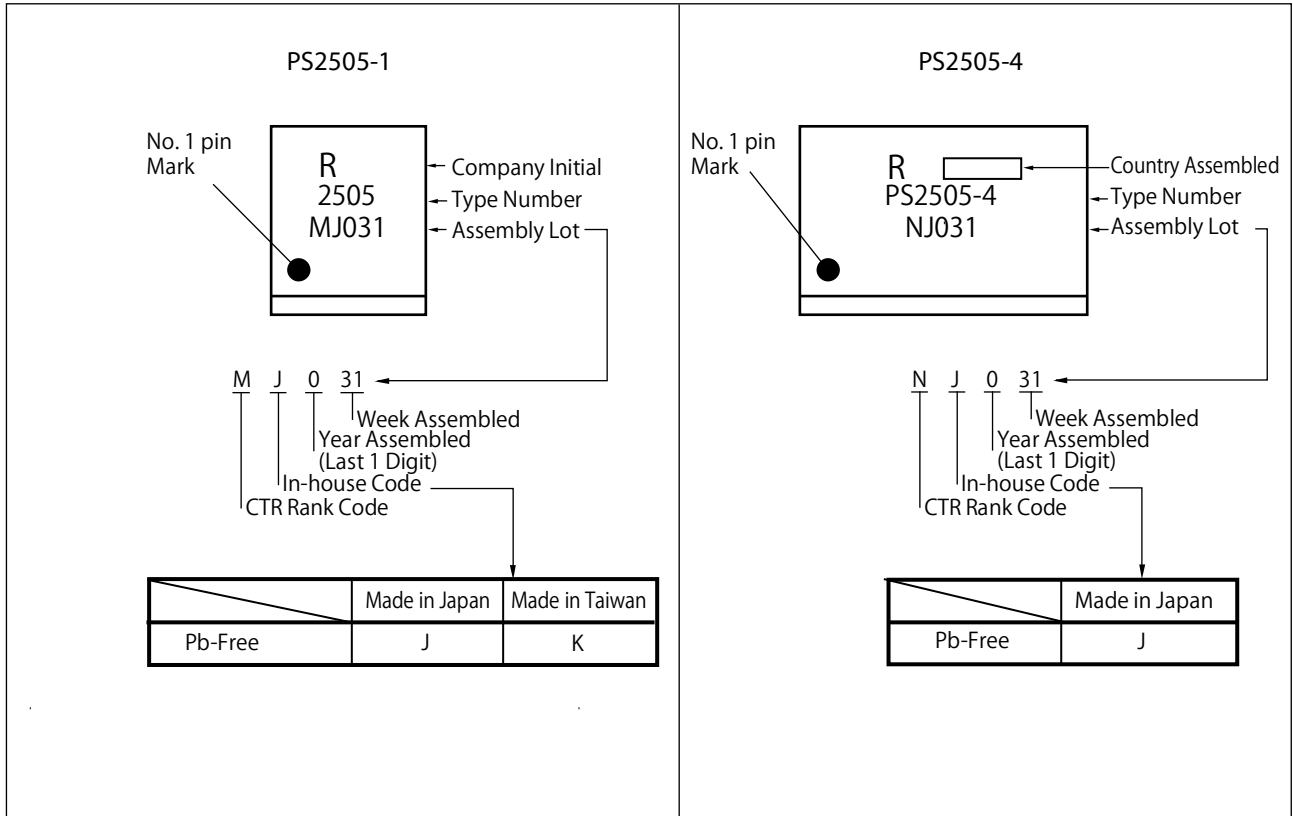 PS2505-1
No. 1 pin
Mark
R
2505
MJ031
Company Initial
Type Number
Assembly Lot
M J 0 31
Week Assembled
Year Assembled
(Last 1 Digit)
In-house Code
CTR Rank Code
Made in Japan Made in Taiwan
Pb-Free J K
PS2505-4
No. 1 pin
Mark
R
PS2505-4
NJ031
Country Assembled
Type Number
Assembly Lot
N J 0 31
Week Assembled
Year Assembled
(Last 1 Digit)
In-house Code
CTR Rank Code
Made in Japan
Pb-Free J